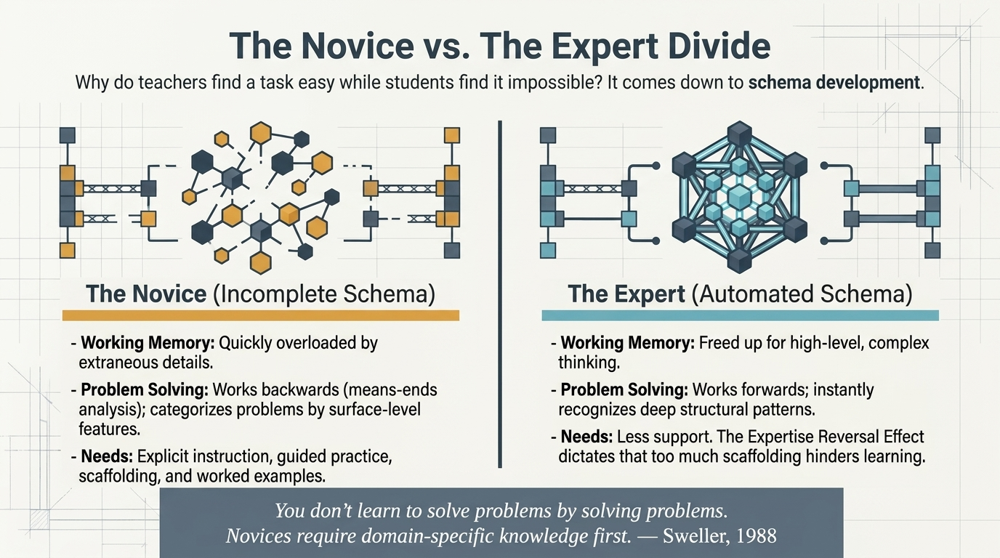 The Novice vs. The Expert Divide
Why do teachers find a task easy while students find it impossible? It comes down to schema development.
The Novice (Incomplete Schema)
- Working Memory: Quickly overloaded by
extraneous details.
- Problem Solving: Works backwards (means-ends
analysis); categorizes problems by surface-level
features.
- Needs: Explicit instruction, guided practice,
scaffolding, and worked examples.
The Expert (Automated Schema)
- Working Memory: Freed up for high-level, complex
thinking.
- Problem Solving: Works forwards; instantly
recognizes deep structural patterns.
- Needs: Less support. The Expertise Reversal Effect
dictates that too much scaffolding hinders learning.
You don’t learn to solve problems by solving problems.
Novices require domain-specific knowledge first. — Sweller, 1988